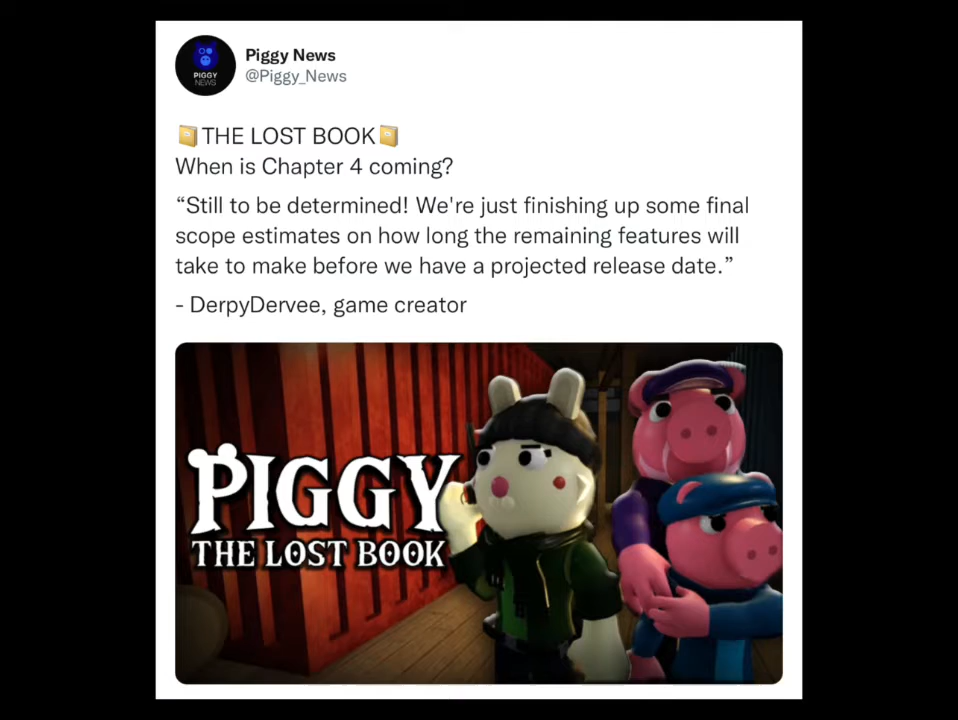 PIGGY
NEWS
Piggy News
@Piggy_News
📒THE LOST BOOK📒
When is Chapter 4 coming?
“Still to be determined! We're just finishing up some final
scope estimates on how long the remaining features will
take to make before we have a projected release date.”
- DerpyDervee, game creator
PIGGY
THE LOST BOOK